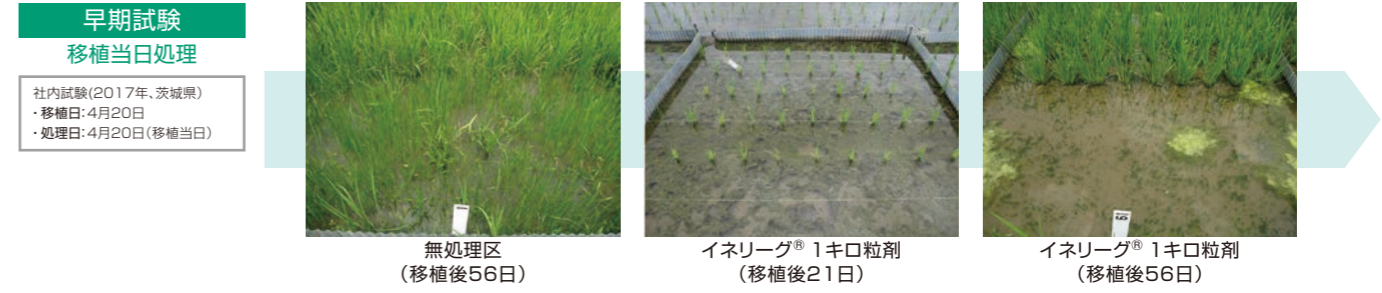 早期試験
移植当日処理
社内試験(2017年、茨城県)
・移植日：4月20日
・処理日：4月20日（移植当日）
無処理区
（移植後56日）
イネリーグ® 1キロ粒剤
（移植後21日）
イネリーグ® 1キロ粒剤
（移植後56日）